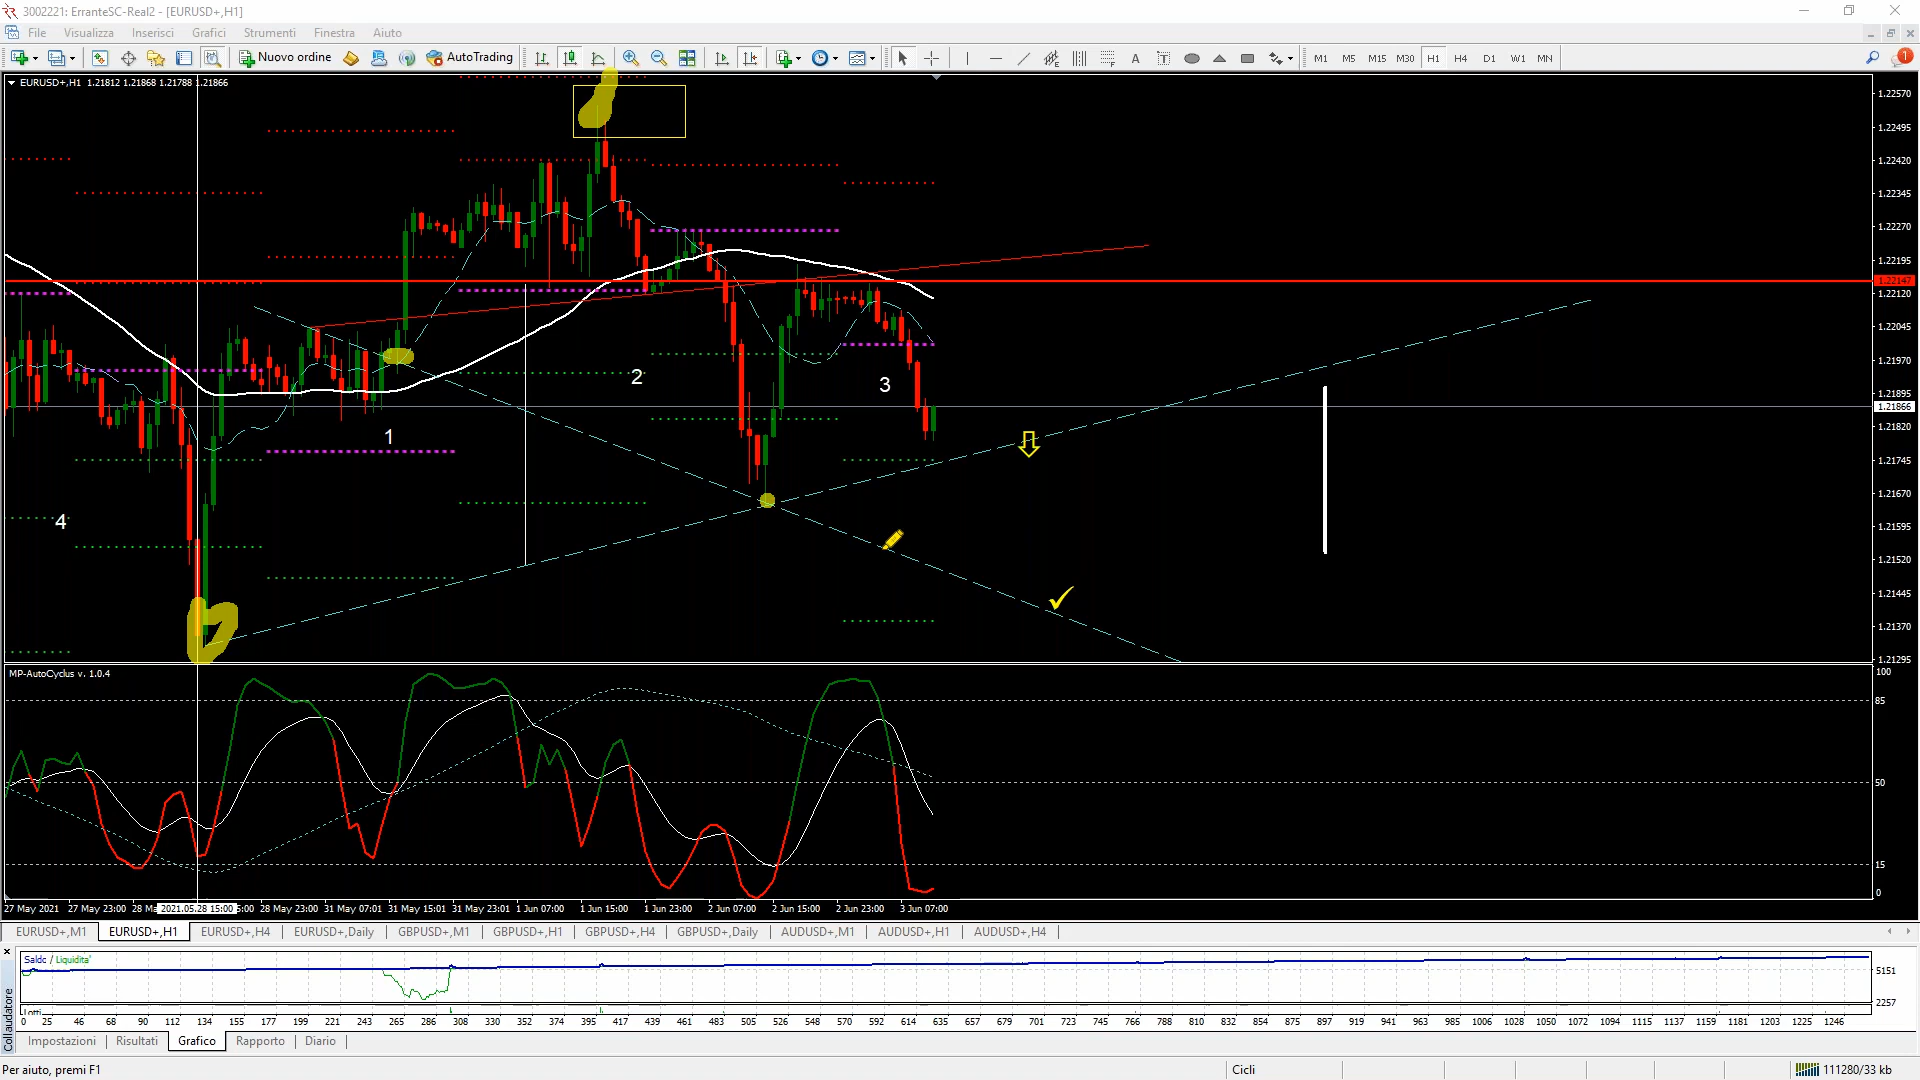 3002221: ErranteSC-Real2 - [EURUSD+,H1]
File Visualizza Inserisci Grafici Strumenti Finestra Aiuto
Nuovo ordine AutoTrading A T M1 M5 M15 M30 H1 H4 D1 W1 MN 1
EURUSD+,H1 1.21812 1.21868 1.21788 1.21866
1.22570
1.22495
1.22420
1.22345
1.22270
1.22195
1.22147
1.22120
1.22045
1.21970
1.21895
1.21866
1.21820
1.21745
1.21670
1.21595
1.21520
1.21445
1.21370
1.21295
2
3
1
4
MP-AutoCyclus v. 1.0.4
100
85
50
15
0
27 May 2021 27 May 23:00 28 Ma 2021.05.28 15:00 5:00 28 May 23:00 31 May 07:01 31 May 15:01 31 May 23:01 1 Jun 07:00 1 Jun 15:00 1 Jun 23:00 2 Jun 07:00 2 Jun 15:00 2 Jun 23:00 3 Jun 07:00
EURUSD+,M1 EURUSD+,H1 EURUSD+,H4 EURUSD+,Daily GBPUSD+,M1 GBPUSD+,H1 GBPUSD+,H4 GBPUSD+,Daily AUDUSD+,M1 AUDUSD+,H1 AUDUSD+,H4
Saldo / Liquidita'
5151
2257
Lotti
0 25 46 68 90 112 134 155 177 199 221 243 265 286 308 330 352 374 395 417 439 461 483 505 526 548 570 592 614 635 657 679 701 723 745 766 788 810 832 854 875 897 919 941 963 985 1006 1028 1050 1072 1094 1115 1137 1159 1181 1203 1225 1246
Collaudatore
Impostazioni Risultati Grafico Rapporto Diario
Per aiuto, premi F1 Cicli 111280/33 kb